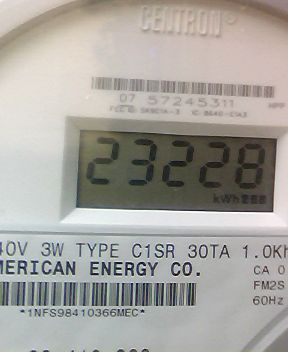 CENTRON®
07 57245311
23228
kWh
40V 3W TYPE C1SR 30TA 1.0Kh
MERICAN ENERGY CO.
CA 0
FM2S
60Hz
*1NFS98410366MEC*